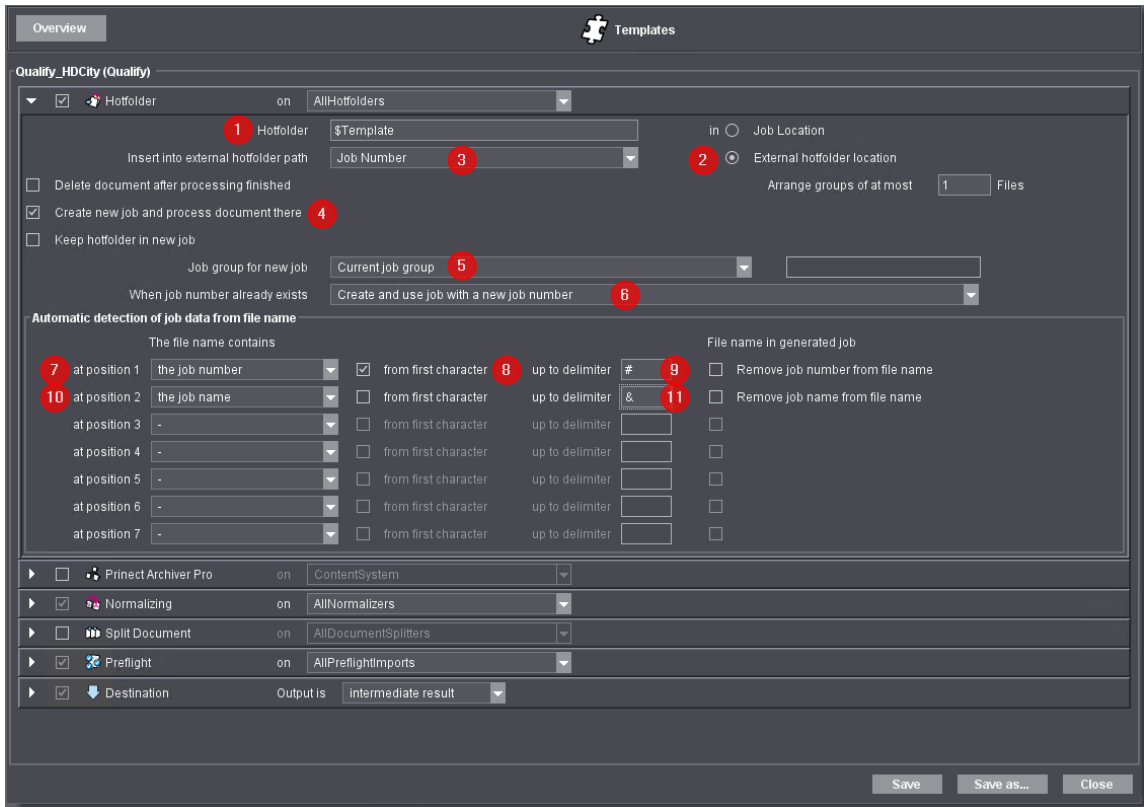 Overview Templates
Qualify_HDCity (Qualify)
Hotfolder on AllHotfolders
1 Hotfolder $Template in Job Location
Insert into external hotfolder path Job Number 3 2 External hotfolder location
Delete document after processing finished Arrange groups of at most 1 Files
Create new job and process document there 4
Keep hotfolder in new job
Job group for new job Current job group 5
When job number already exists Create and use job with a new job number 6
Automatic detection of job data from file name
The file name contains File name in generated job
7 at position 1 the job number from first character 8 up to delimiter # 9 Remove job number from file name
10 at position 2 the job name from first character up to delimiter & 11 Remove job name from file name
at position 3 - from first character up to delimiter
at position 4 - from first character up to delimiter
at position 5 - from first character up to delimiter
at position 6 - from first character up to delimiter
at position 7 - from first character up to delimiter
Prinect Archiver Pro on ContentSystem
Normalizing on AllNormalizers
Split Document on AllDocumentSplitters
Preflight on AllPreflightImports
Destination Output is intermediate result
Save Save as... Close